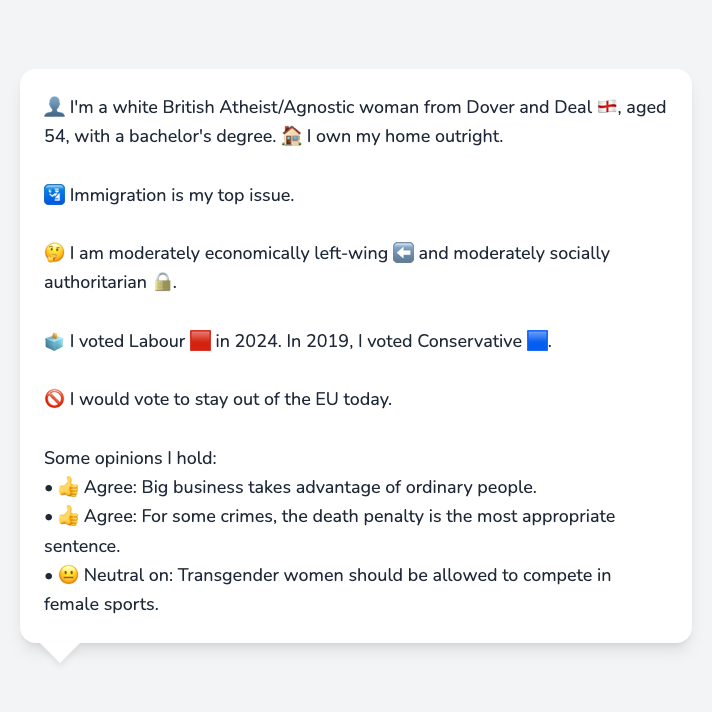 👤 I'm a white British Atheist/Agnostic woman from Dover and Deal 🏴󠁧󠁢󠁥󠁮󠁧󠁿, aged
54, with a bachelor's degree. 🏠 I own my home outright.
🛂 Immigration is my top issue.
🤔 I am moderately economically left-wing ⬅️ and moderately socially
authoritarian 🔒.
🗳️ I voted Labour 🟥 in 2024. In 2019, I voted Conservative 🟦.
🚫 I would vote to stay out of the EU today.
Some opinions I hold:
• 👍 Agree: Big business takes advantage of ordinary people.
• 👍 Agree: For some crimes, the death penalty is the most appropriate
sentence.
• 😐 Neutral on: Transgender women should be allowed to compete in
female sports.